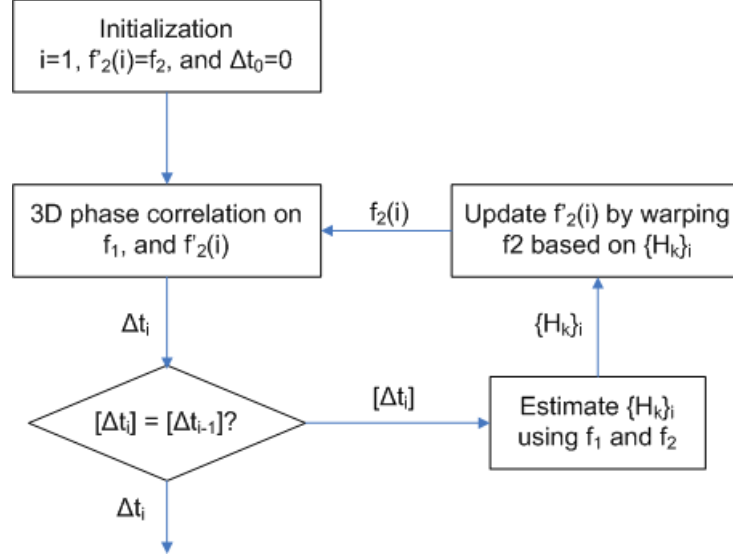 Initialization
i=1, f'₂(i)=f₂, and Δt₀=0
3D phase correlation on
f₁, and f'₂(i)
f₂(i)
Update f'₂(i) by warping
f2 based on {Hₖ}ᵢ
Δtᵢ
{Hₖ}ᵢ
[Δtᵢ] = [Δtᵢ₋₁]?
[Δtᵢ]
Estimate {Hₖ}ᵢ
using f₁ and f₂
Δtᵢ